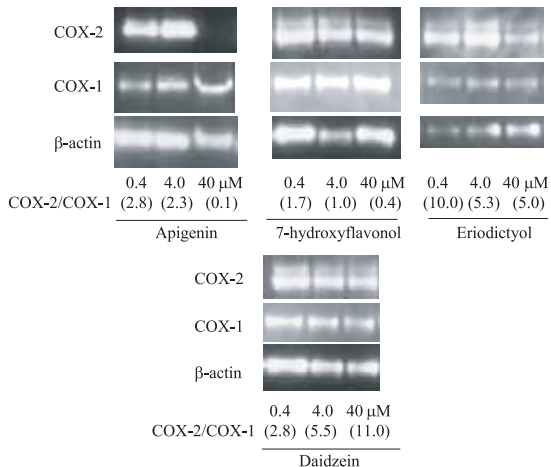 COX-2
COX-1
β-actin
0.4 4.0 40 μM 0.4 4.0 40 μM 0.4 4.0 40 μM
COX-2/COX-1 (2.8) (2.3) (0.1) (1.7) (1.0) (0.4) (10.0) (5.3) (5.0)
Apigenin 7-hydroxyflavonol Eriodictyol
COX-2
COX-1
β-actin
0.4 4.0 40 μM
COX-2/COX-1 (2.8) (5.5) (11.0)
Daidzein